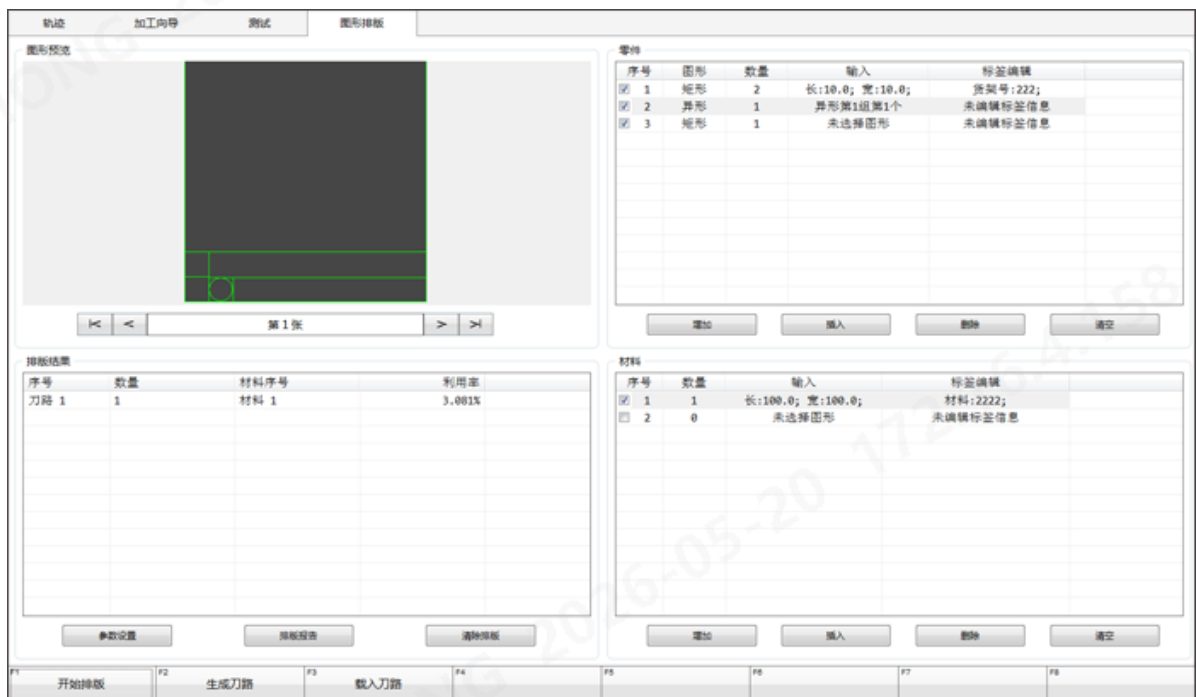 轨迹 加工向导 测试 图形排版
图形预览
第1张
零件
序号 图形 数量 输入 标签编辑
1 矩形 2 长:10.0; 宽:10.0; 货架号:222;
2 异形 1 异形第1组第1个 未编辑标签信息
3 矩形 1 未选择图形 未编辑标签信息
增加 插入 删除 清空
排版结果
序号 数量 材料序号 利用率
刀路 1 1 材料 1 3.081%
参数设置 排版报告 清除排版
材料
序号 数量 输入 标签编辑
1 1 长:100.0; 宽:100.0; 材料:2222;
2 0 未选择图形 未编辑标签信息
增加 插入 删除 清空
F1 开始排版 F2 生成刀路 F3 载入刀路 F4 F5 F6 F7 F8
2026-05-20